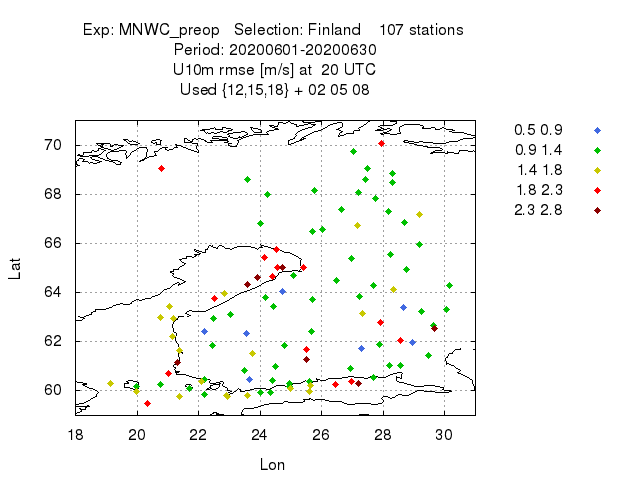 Exp: MNWC_preop Selection: Finland 107 stations
Period: 20200601-20200630
U10m rmse [m/s] at 20 UTC
Used {12,15,18} + 02 05 08
0.5 0.9
0.9 1.4
1.4 1.8
1.8 2.3
2.3 2.8
70
68
66
64
62
60
Lat
18 20 22 24 26 28 30
Lon